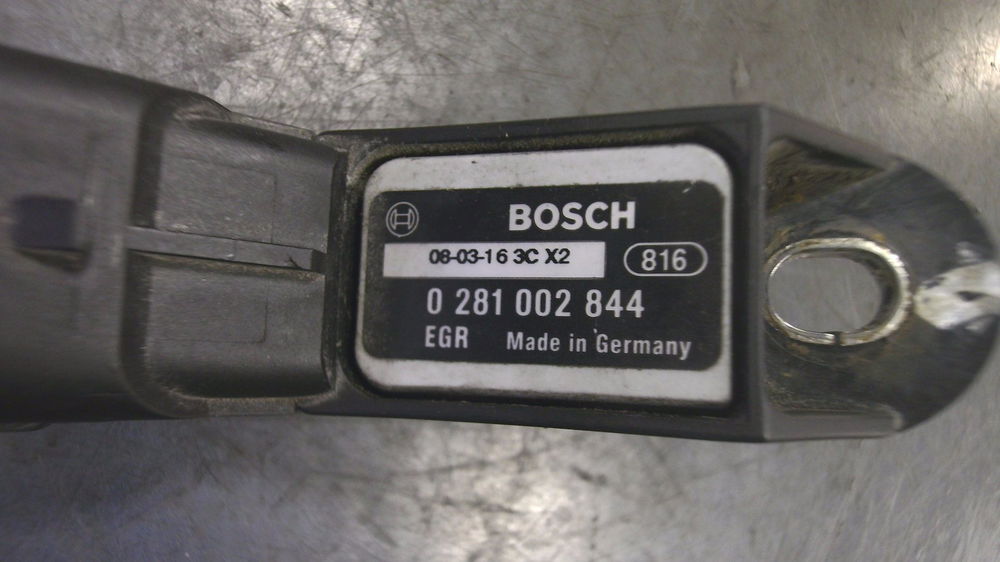 BOSCH
08-03-16 3C X2
816
0 281 002 844
EGR Made in Germany